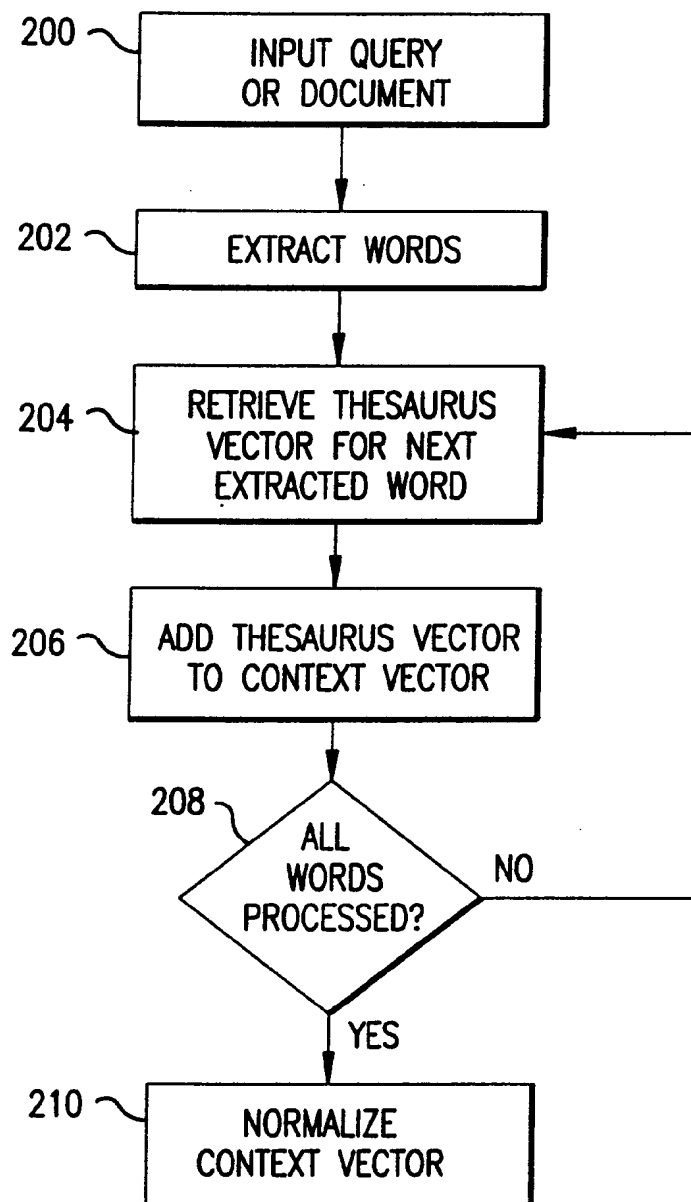 200
INPUT QUERY
OR DOCUMENT
202
EXTRACT WORDS
204
RETRIEVE THESAURUS
VECTOR FOR NEXT
EXTRACTED WORD
206
ADD THESAURUS VECTOR
TO CONTEXT VECTOR
208
ALL
WORDS
PROCESSED?
NO
YES
210
NORMALIZE
CONTEXT VECTOR